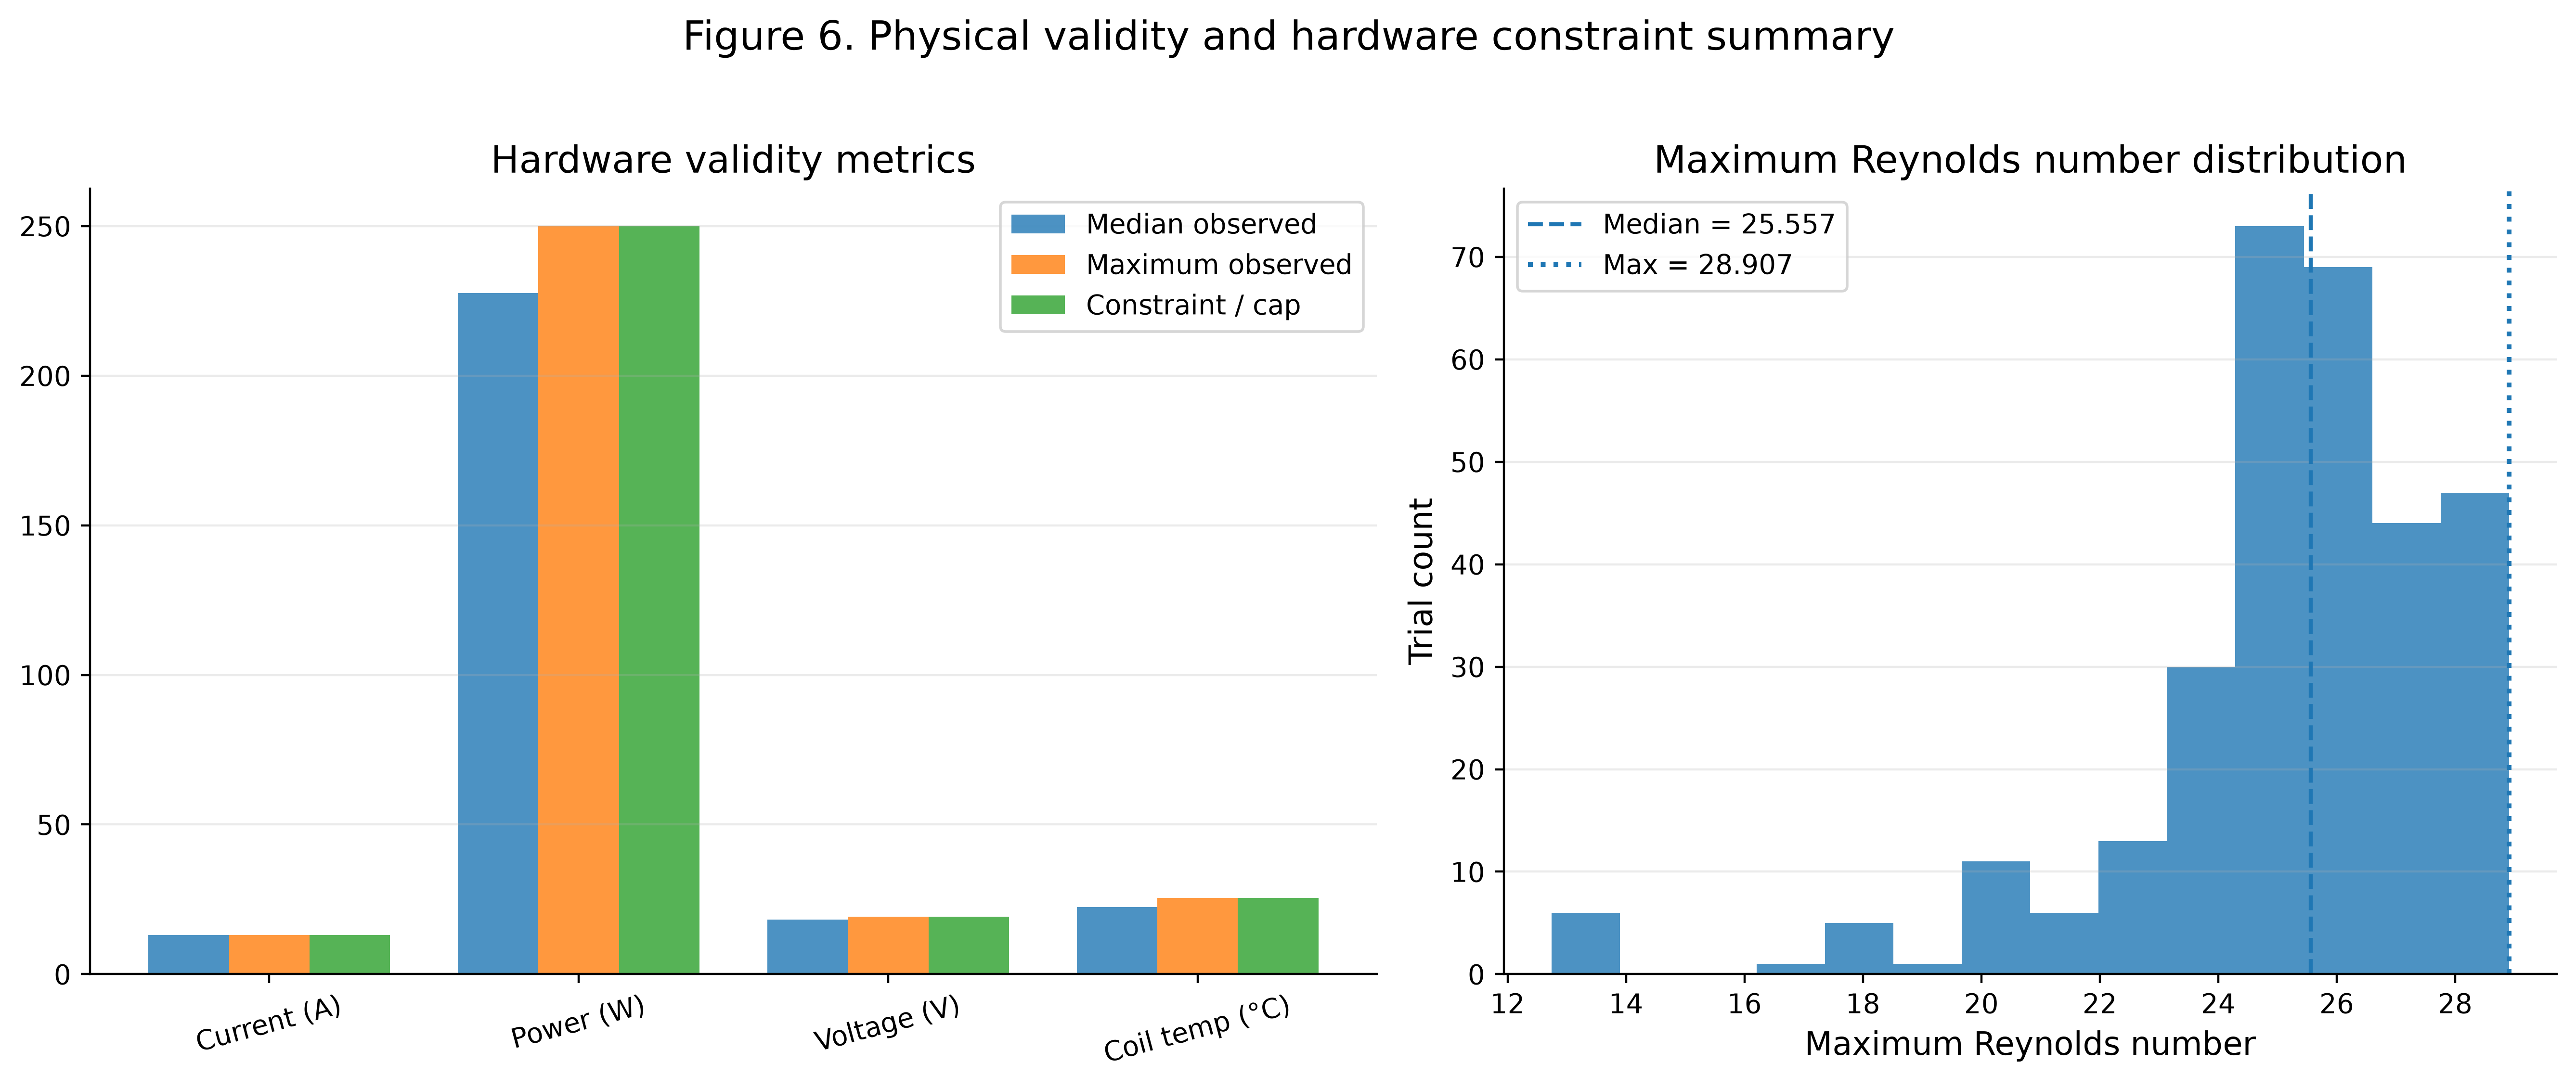 Figure 6. Physical validity and hardware constraint summary
Hardware validity metrics
250
200
150
100
50
0
Median observed
Maximum observed
Constraint / cap
Current (A)
Power (W)
Voltage (V)
Coil temp (°C)
Maximum Reynolds number distribution
Trial count
70
60
50
40
30
20
10
0
Median = 25.557
Max = 28.907
12 14 16 18 20 22 24 26 28
Maximum Reynolds number